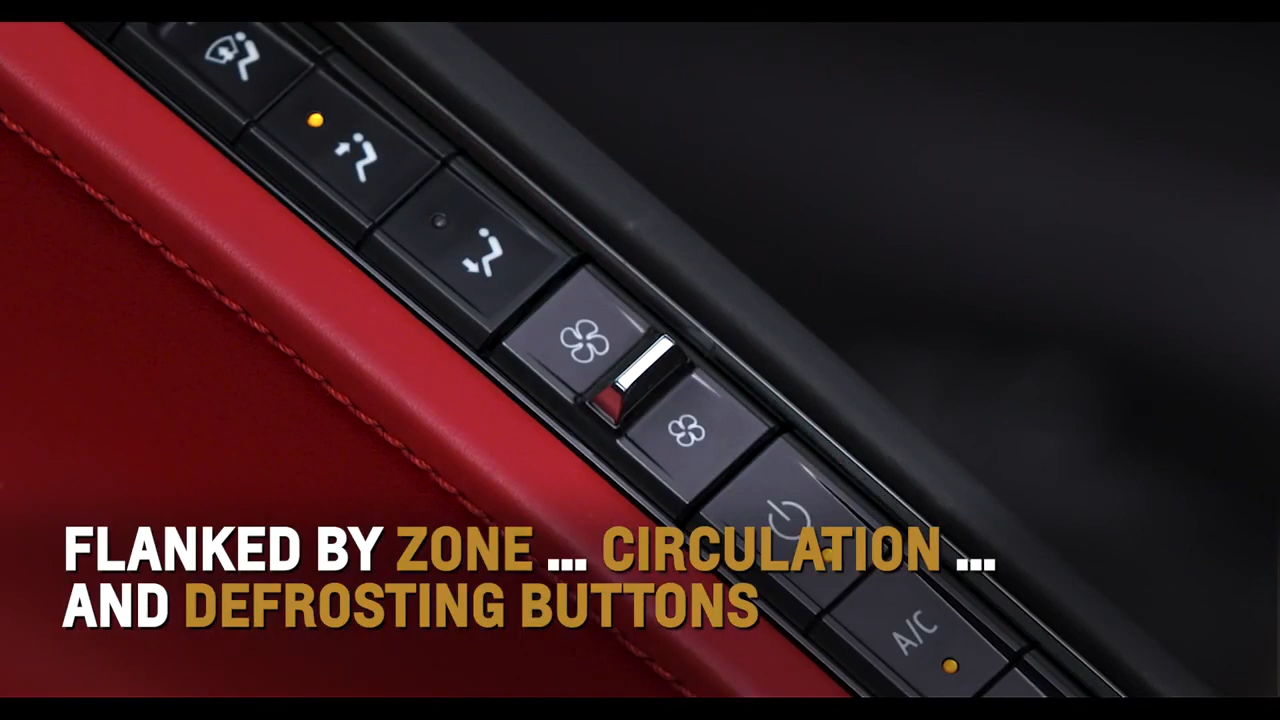 A/C
FLANKED BY ZONE ... CIRCULATION ...
AND DEFROSTING BUTTONS